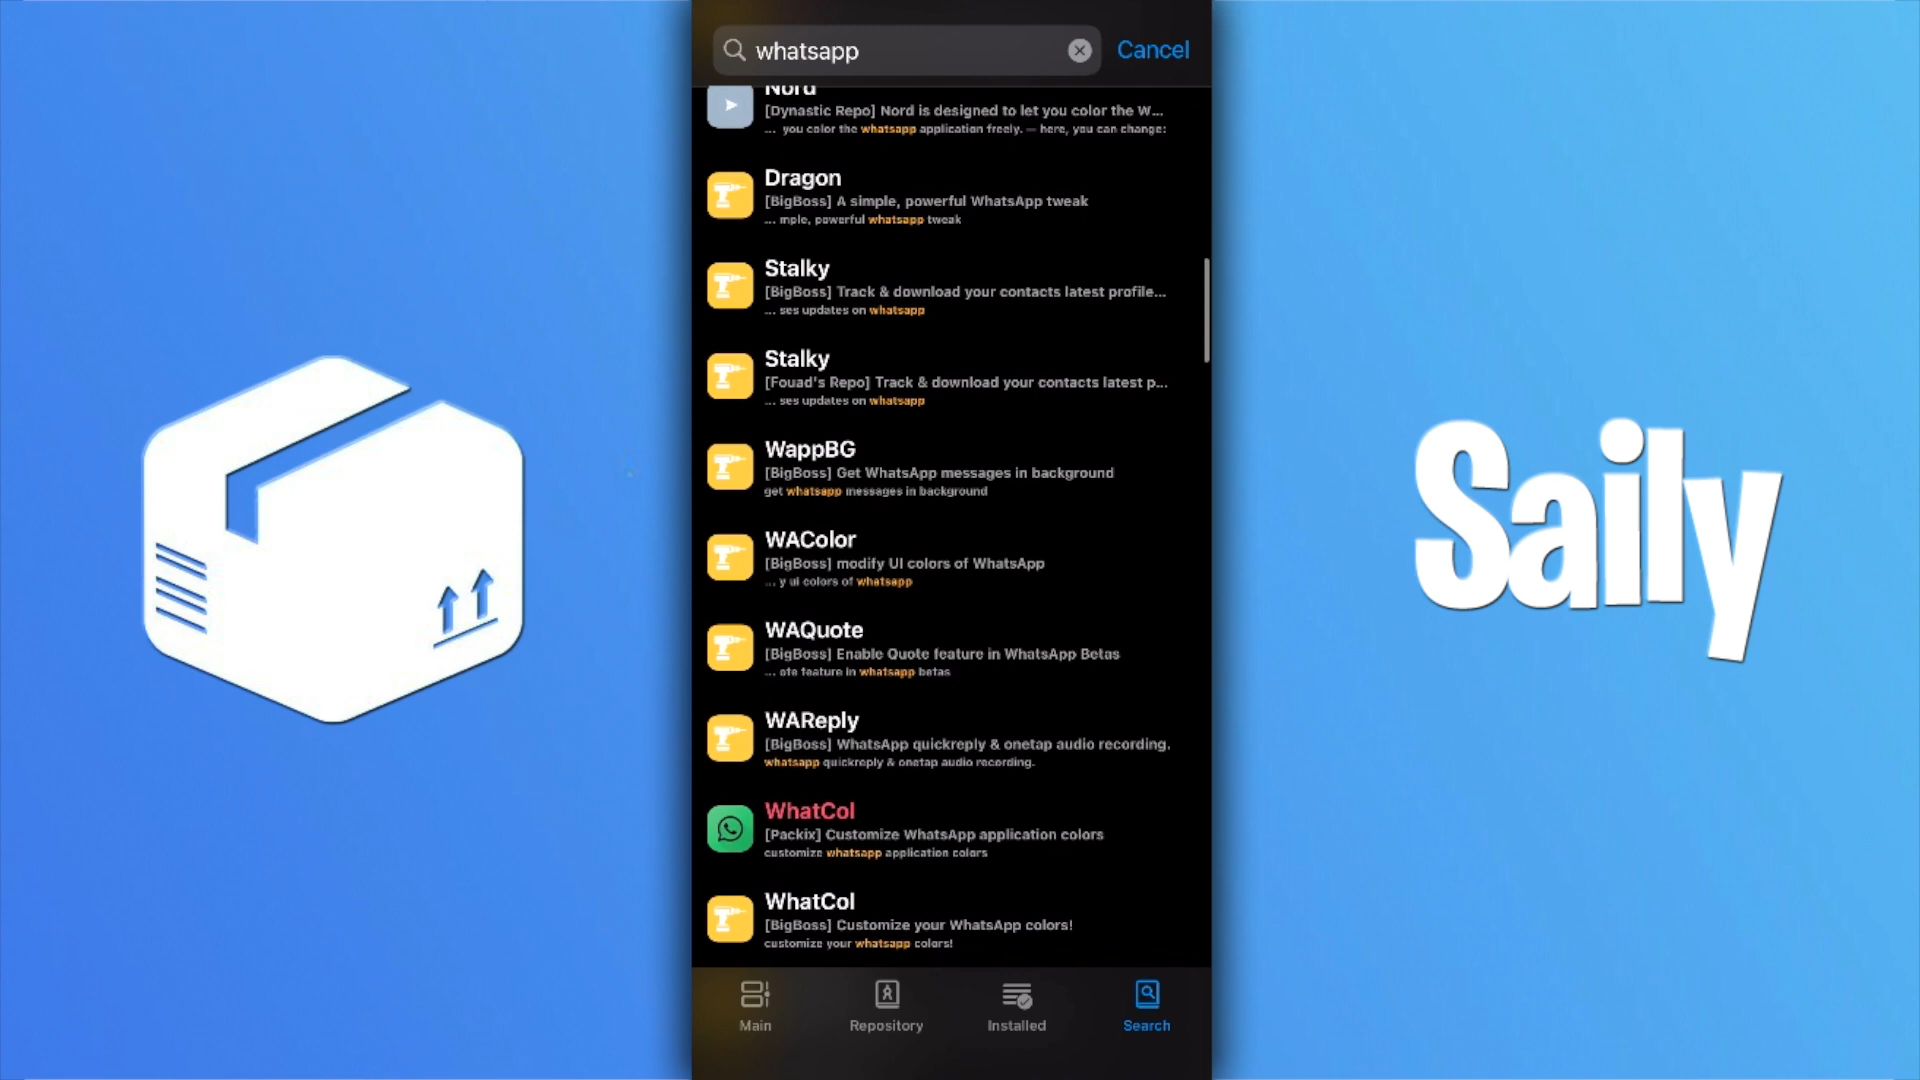 whatsapp
Cancel
Nord
[Dynastic Repo] Nord is designed to let you color the W...
... you color the whatsapp application freely. — here, you can change:
Dragon
[BigBoss] A simple, powerful WhatsApp tweak
... mple, powerful whatsapp tweak
Stalky
[BigBoss] Track & download your contacts latest profile...
... ses updates on whatsapp
Stalky
[Fouad's Repo] Track & download your contacts latest p...
... ses updates on whatsapp
WappBG
[BigBoss] Get WhatsApp messages in background
get whatsapp messages in background
WAColor
[BigBoss] modify UI colors of WhatsApp
... y ui colors of whatsapp
WAQuote
[BigBoss] Enable Quote feature in WhatsApp Betas
... ote feature in whatsapp betas
WAReply
[BigBoss] WhatsApp quickreply & onetap audio recording.
whatsapp quickreply & onetap audio recording.
WhatCol
[Packix] Customize WhatsApp application colors
customize whatsapp application colors
WhatCol
[BigBoss] Customize your WhatsApp colors!
customize your whatsapp colors!
Main
Repository
Installed
Search
Saily